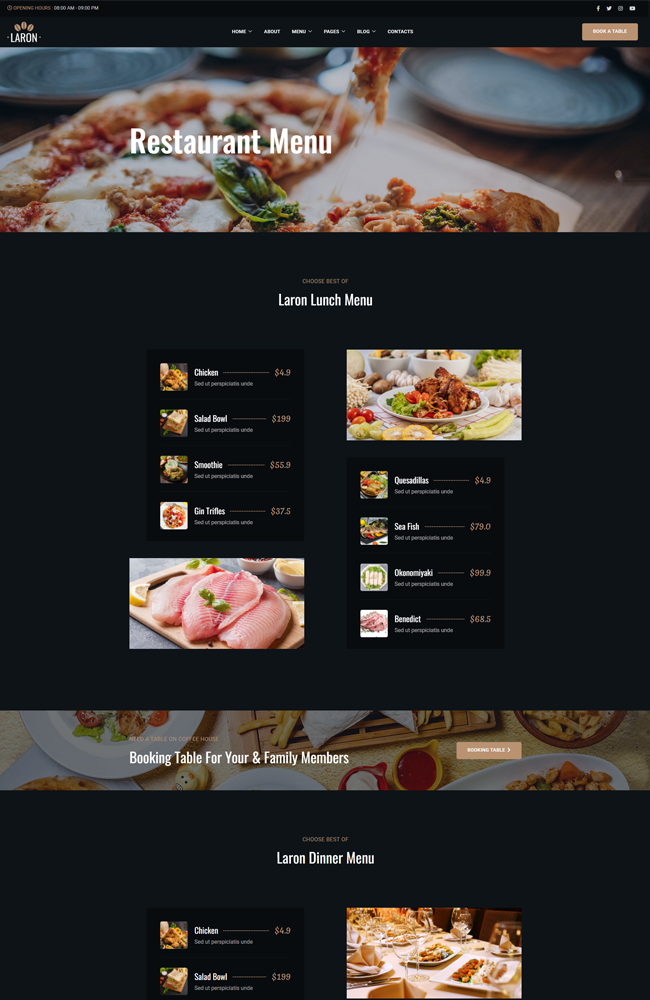 OPENING HOURS : 08:00 AM - 09:00 PM
LARON
HOME
ABOUT
MENU
PAGES
BLOG
CONTACTS
BOOK A TABLE
Restaurant Menu
CHOOSE BEST OF
Laron Lunch Menu
Chicken $4.9
Sed ut perspiciatis unde
Salad Bowl $199
Sed ut perspiciatis unde
Smoothie $55.9
Sed ut perspiciatis unde
Gin Trifles $37.5
Sed ut perspiciatis unde
Quesadillas $4.9
Sed ut perspiciatis unde
Sea Fish $79.0
Sed ut perspiciatis unde
Okonomiyaki $99.9
Sed ut perspiciatis unde
Benedict $68.5
Sed ut perspiciatis unde
NEED A TABLE ON COFFEE HOUSE
Booking Table For Your & Family Members
BOOKING TABLE
CHOOSE BEST OF
Laron Dinner Menu
Chicken $4.9
Sed ut perspiciatis unde
Salad Bowl $199
Sed ut perspiciatis unde